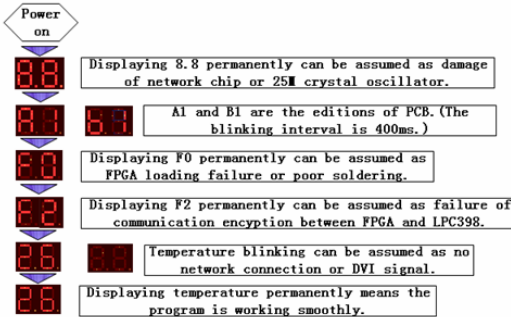 Power
on
8.8.
Displaying 8.8 permanently can be assumed as damage
of network chip or 25M crystal oscillator.
A1
b1
A1 and B1 are the editions of PCB.(The
blinking interval is 400ms.)
F0
Displaying F0 permanently can be assumed as
FPGA loading failure or poor soldering.
F2
Displaying F2 permanently can be assumed as failure of
communication encyption between FPGA and LPC398.
26.
Temperature blinking can be assumed as no
network connection or DVI signal.
2.6.
Displaying temperature permanently means the
program is working smoothly.